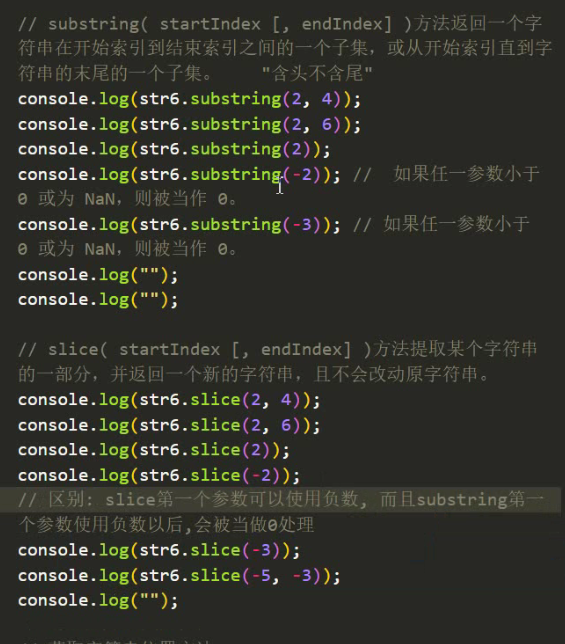 // substring( startIndex [, endIndex] )方法返回一个字
符串在开始索引到结束索引之间的一个子集，或从开始索引直到字
符串的末尾的一个子集。 "含头不含尾"
console.log(str6.substring(2, 4));
console.log(str6.substring(2, 6));
console.log(str6.substring(2));
console.log(str6.substring(-2)); // 如果任一参数小于
0 或为 NaN，则被当作 0。
console.log(str6.substring(-3)); // 如果任一参数小于
0 或为 NaN，则被当作 0。
console.log("");
console.log("");
// slice( startIndex [, endIndex] )方法提取某个字符串
的一部分，并返回一个新的字符串，且不会改动原字符串。
console.log(str6.slice(2, 4));
console.log(str6.slice(2, 6));
console.log(str6.slice(2));
console.log(str6.slice(-2));
// 区别: slice第一个参数可以使用负数, 而且substring第一
个参数使用负数以后,会被当做0处理
console.log(str6.slice(-3));
console.log(str6.slice(-5, -3));
console.log("");